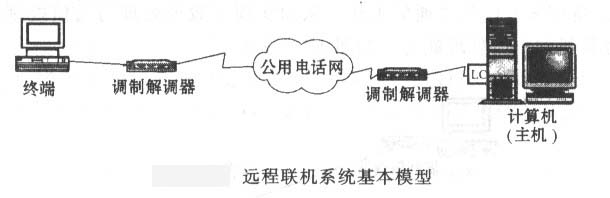 公用电话网
LC
终端
调制解调器
调制解调器
计算机
(主机)
远程联机系统基本模型